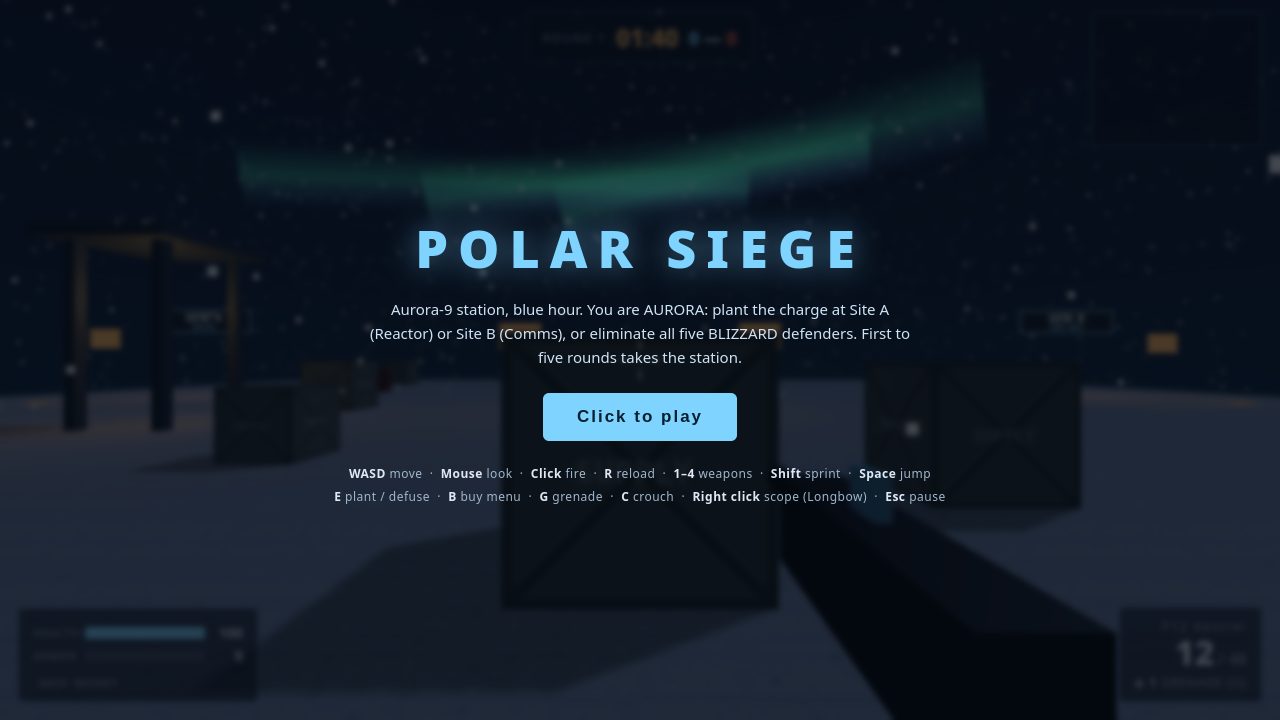 01:40
POLAR SIEGE
Aurora-9 station, blue hour. You are AURORA: plant the charge at Site A
(Reactor) or Site B (Comms), or eliminate all five BLIZZARD defenders. First to
five rounds takes the station.
Click to play
WASD move · Mouse look · Click fire · R reload · 1–4 weapons · Shift sprint · Space jump
E plant / defuse · B buy menu · G grenade · C crouch · Right click scope (Longbow) · Esc pause
12